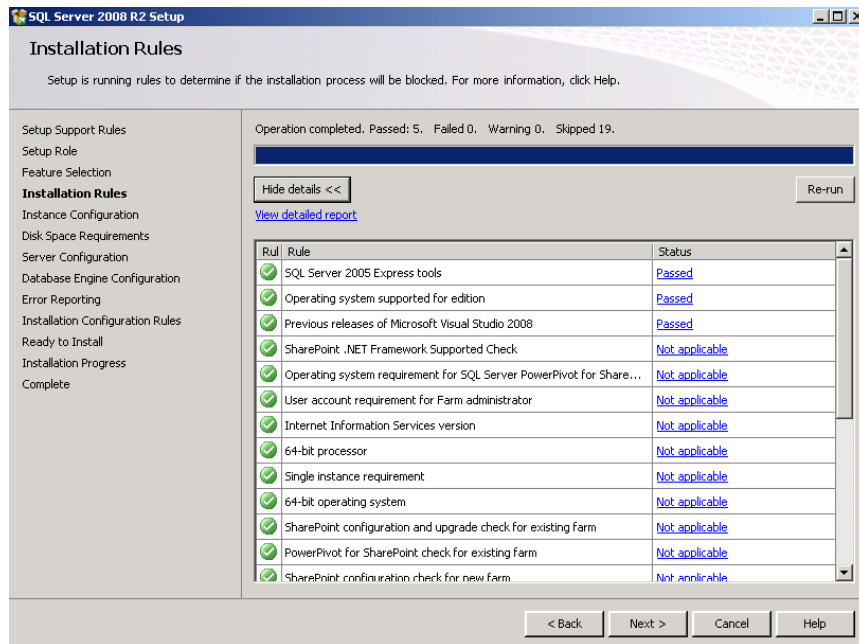 SQL Server 2008 R2 Setup
Installation Rules
Setup is running rules to determine if the installation process will be blocked. For more information, click Help.
Setup Support Rules
Setup Role
Feature Selection
Installation Rules
Instance Configuration
Disk Space Requirements
Server Configuration
Database Engine Configuration
Error Reporting
Installation Configuration Rules
Ready to Install
Installation Progress
Complete
Operation completed. Passed: 5. Failed 0. Warning 0. Skipped 19.
Hide details <<
Re-run
View detailed report
Rul Rule Status
SQL Server 2005 Express tools Passed
Operating system supported for edition Passed
Previous releases of Microsoft Visual Studio 2008 Passed
SharePoint .NET Framework Supported Check Not applicable
Operating system requirement for SQL Server PowerPivot for Share... Not applicable
User account requirement for Farm administrator Not applicable
Internet Information Services version Not applicable
64-bit processor Not applicable
Single instance requirement Not applicable
64-bit operating system Not applicable
SharePoint configuration and upgrade check for existing farm Not applicable
PowerPivot for SharePoint check for existing farm Not applicable
SharePoint configuration check for new farm Not applicable
< Back Next > Cancel Help